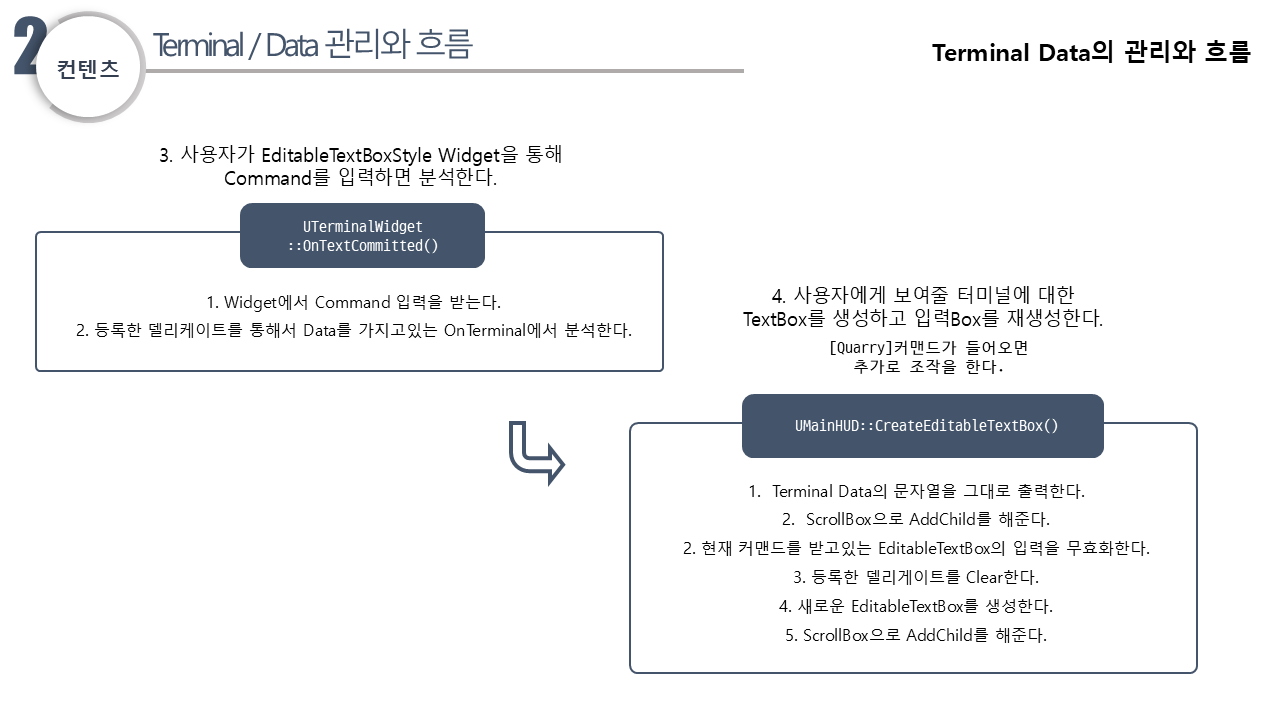 2
컨텐츠
Terminal / Data 관리와 흐름
Terminal Data의 관리와 흐름
3. 사용자가 EditableTextBoxStyle Widget을 통해
Command를 입력하면 분석한다.
UTerminalWidget
::OnTextCommitted()
1. Widget에서 Command 입력을 받는다.
2. 등록한 델리케이트를 통해서 Data를 가지고있는 OnTerminal에서 분석한다.
4. 사용자에게 보여줄 터미널에 대한
TextBox를 생성하고 입력Box를 재생성한다.
[Quarry]커맨드가 들어오면
추가로 조작을 한다.
UMainHUD::CreateEditableTextBox()
1. Terminal Data의 문자열을 그대로 출력한다.
2. ScrollBox으로 AddChild를 해준다.
2. 현재 커맨드를 받고있는 EditableTextBox의 입력을 무효화한다.
3. 등록한 델리게이트를 Clear한다.
4. 새로운 EditableTextBox를 생성한다.
5. ScrollBox으로 AddChild를 해준다.